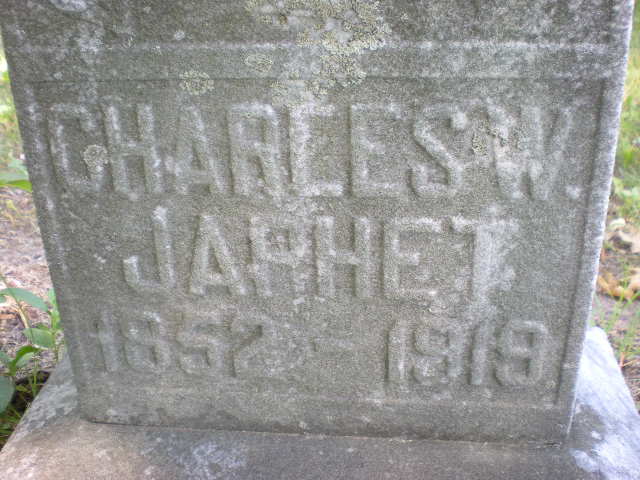 CHARLES W.
JAPHET
1852 - 1919